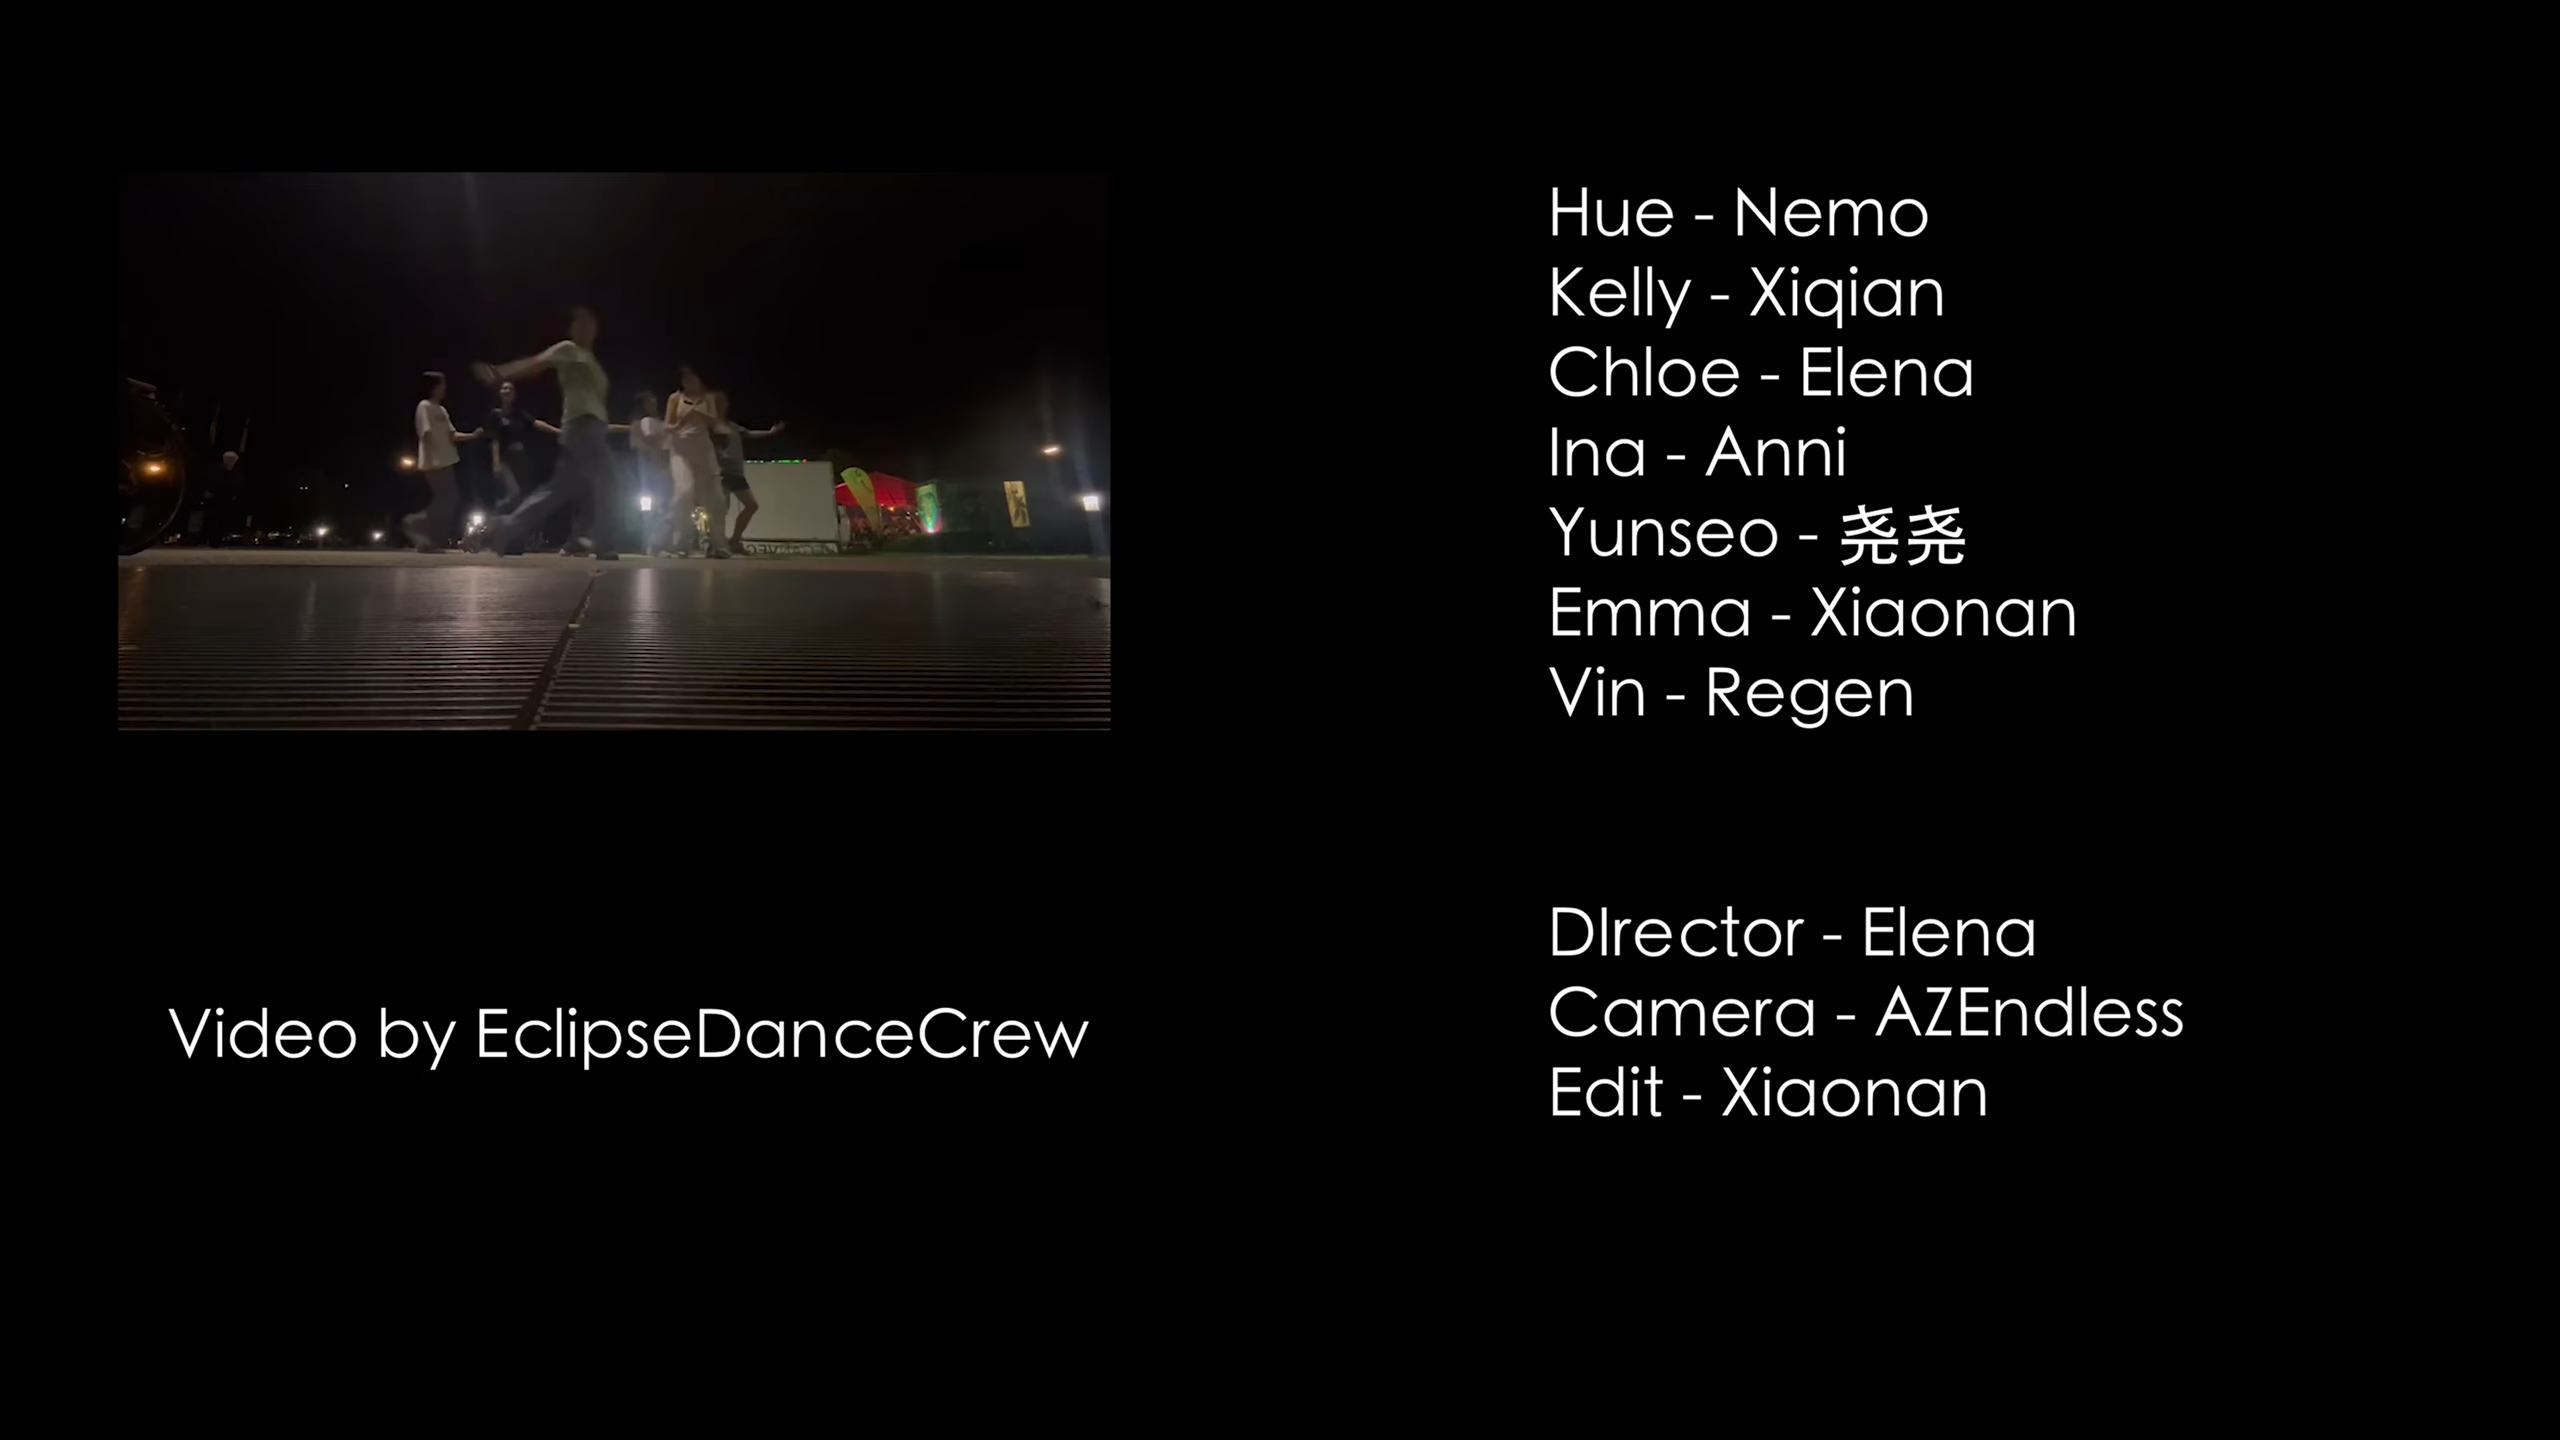 Hue - Nemo
Kelly - Xiqian
Chloe - Elena
Ina - Anni
Yunseo - 尧尧
Emma - Xiaonan
Vin - Regen
DIrector - Elena
Camera - AZEndless
Edit - Xiaonan
Video by EclipseDanceCrew